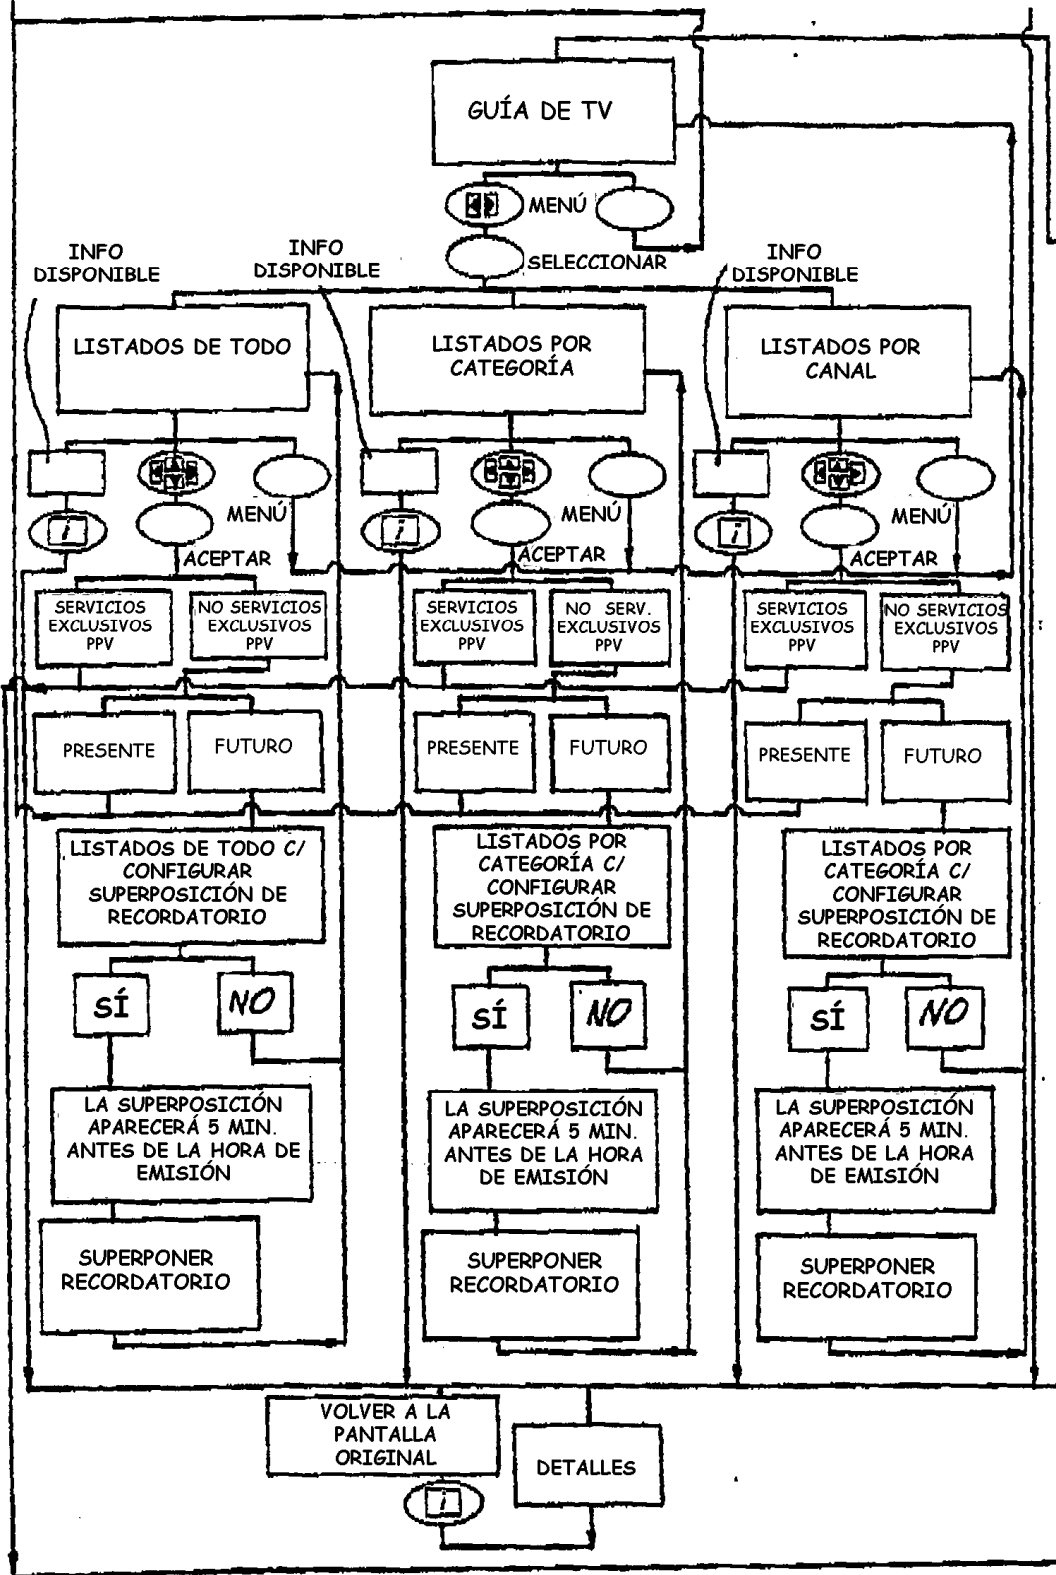 GUÍA DE TV
MENÚ
SELECCIONAR
INFO
DISPONIBLE
INFO
DISPONIBLE
INFO
DISPONIBLE
LISTADOS DE TODO
LISTADOS POR
CATEGORÍA
LISTADOS POR
CANAL
MENÚ
MENÚ
MENÚ
i
i
i
ACEPTAR
ACEPTAR
ACEPTAR
SERVICIOS
EXCLUSIVOS
PPV
NO SERVICIOS
EXCLUSIVOS
PPV
SERVICIOS
EXCLUSIVOS
PPV
NO SERV.
EXCLUSIVOS
PPV
SERVICIOS
EXCLUSIVOS
PPV
NO SERVICIOS
EXCLUSIVOS
PPV
PRESENTE
FUTURO
PRESENTE
FUTURO
PRESENTE
FUTURO
LISTADOS DE TODO C/
CONFIGURAR
SUPERPOSICIÓN DE
RECORDATORIO
LISTADOS POR
CATEGORÍA C/
CONFIGURAR
SUPERPOSICIÓN DE
RECORDATORIO
LISTADOS POR
CATEGORÍA C/
CONFIGURAR
SUPERPOSICIÓN DE
RECORDATORIO
SÍ
NO
SÍ
NO
SÍ
NO
LA SUPERPOSICIÓN
APARECERÁ 5 MIN.
ANTES DE LA HORA DE
EMISIÓN
LA SUPERPOSICIÓN
APARECERÁ 5 MIN.
ANTES DE LA HORA
DE EMISIÓN
LA SUPERPOSICIÓN
APARECERÁ 5 MIN.
ANTES DE LA HORA
DE EMISIÓN
SUPERPONER
RECORDATORIO
SUPERPONER
RECORDATORIO
SUPERPONER
RECORDATORIO
VOLVER A LA
PANTALLA
ORIGINAL
DETALLES
i